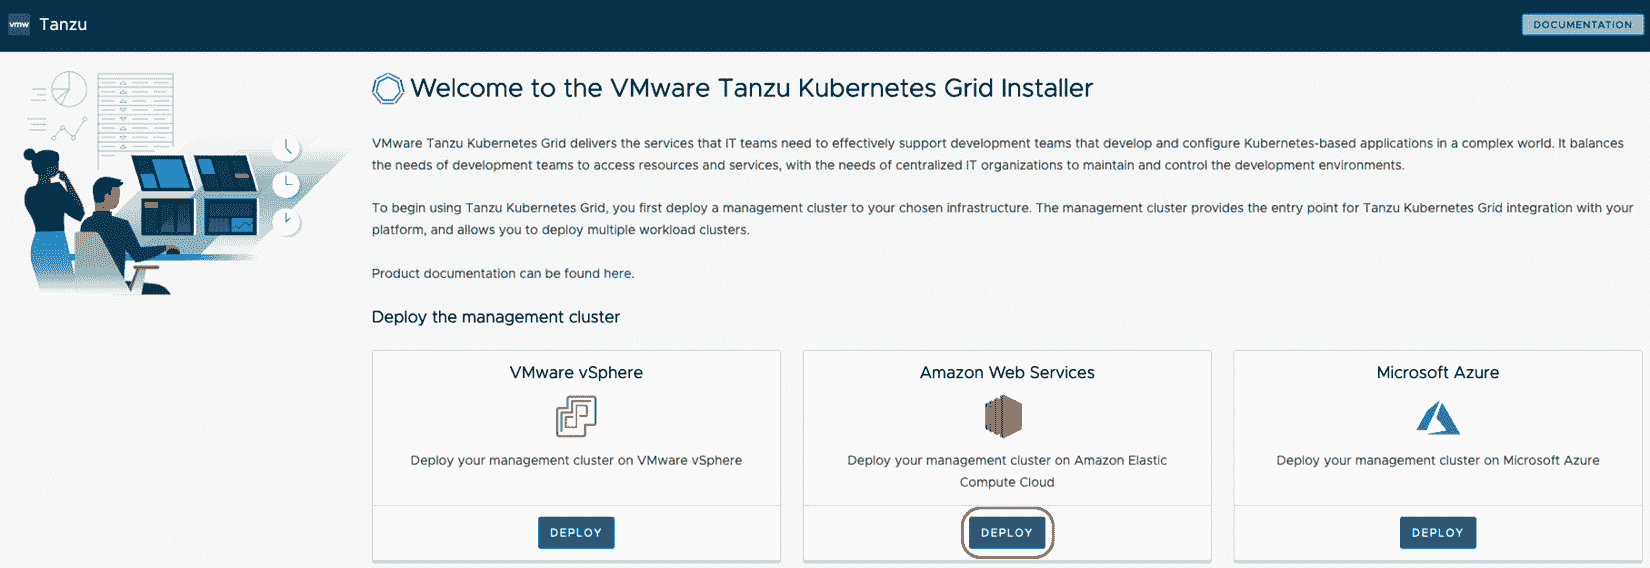 vmw Tanzu
DOCUMENTATION
Welcome to the VMware Tanzu Kubernetes Grid Installer
VMware Tanzu Kubernetes Grid delivers the services that IT teams need to effectively support development teams that develop and configure Kubernetes-based applications in a complex world. It balances
the needs of development teams to access resources and services, with the needs of centralized IT organizations to maintain and control the development environments.
To begin using Tanzu Kubernetes Grid, you first deploy a management cluster to your chosen infrastructure. The management cluster provides the entry point for Tanzu Kubernetes Grid integration with your
platform, and allows you to deploy multiple workload clusters.
Product documentation can be found here.
Deploy the management cluster
VMware vSphere
Deploy your management cluster on VMware vSphere
DEPLOY
Amazon Web Services
Deploy your management cluster on Amazon Elastic
Compute Cloud
DEPLOY
Microsoft Azure
Deploy your management cluster on Microsoft Azure
DEPLOY